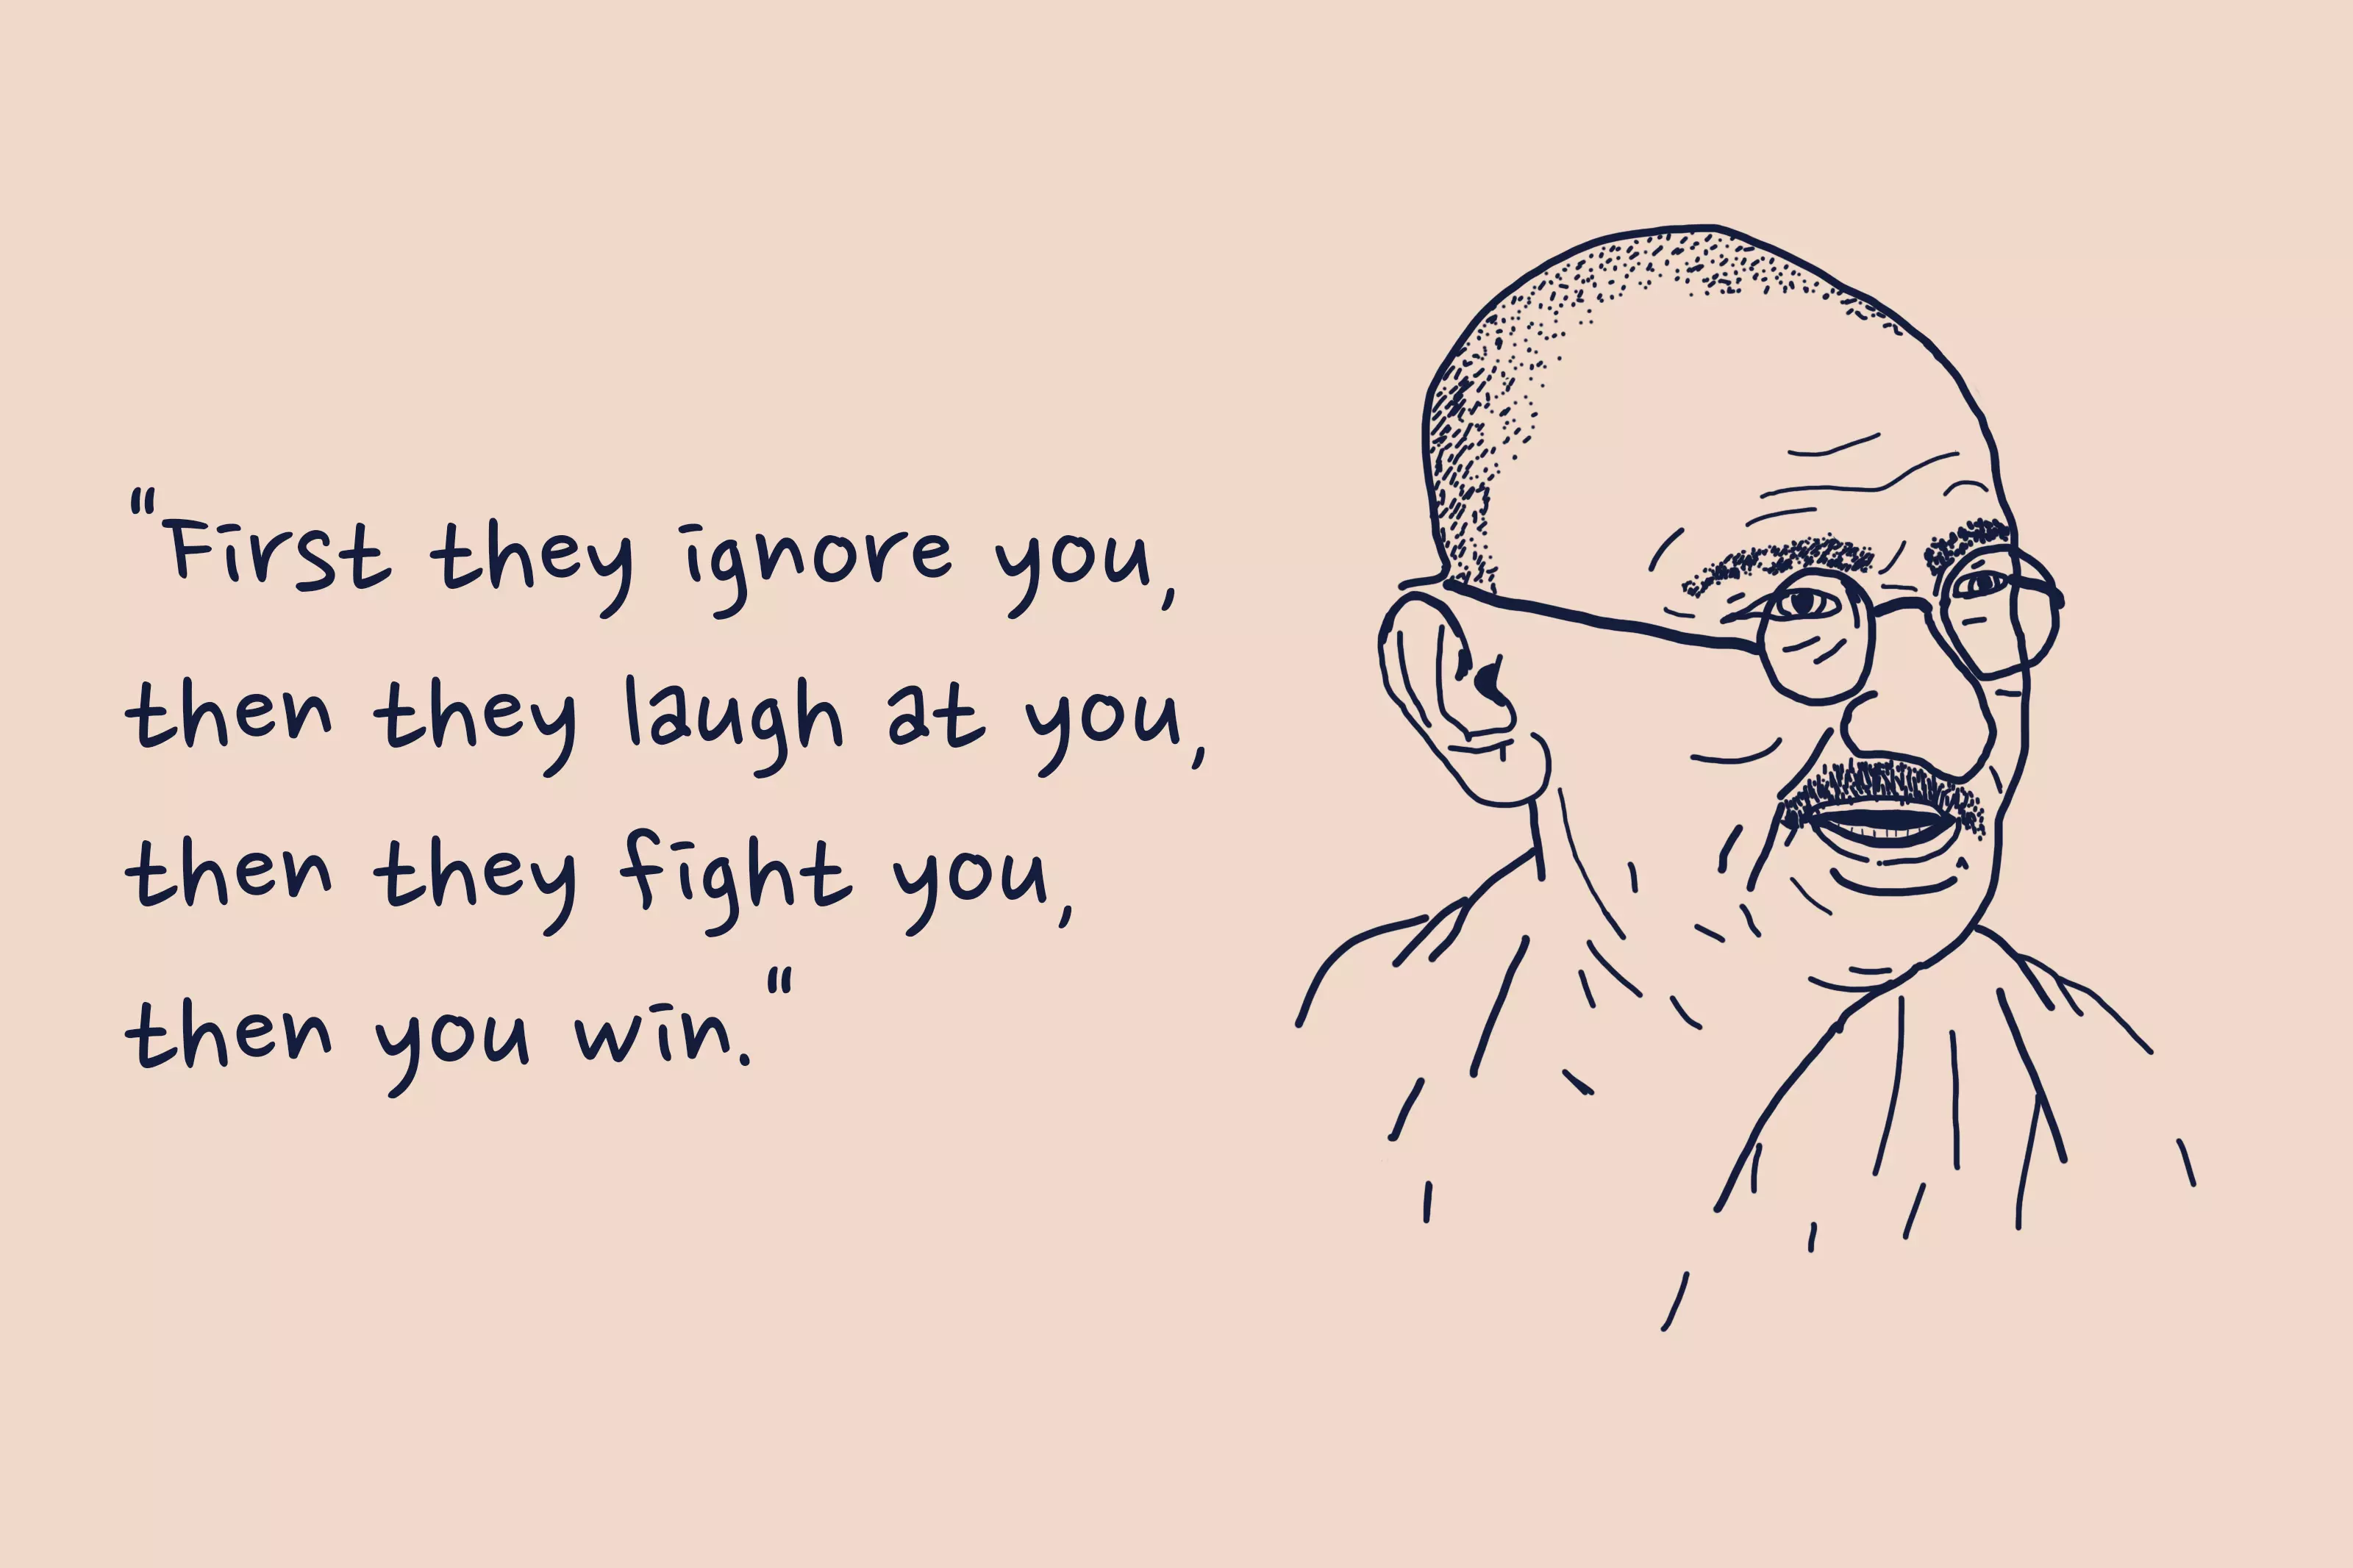 “First they ignore you,
then they laugh at you,
then they fight you,
then you win.“